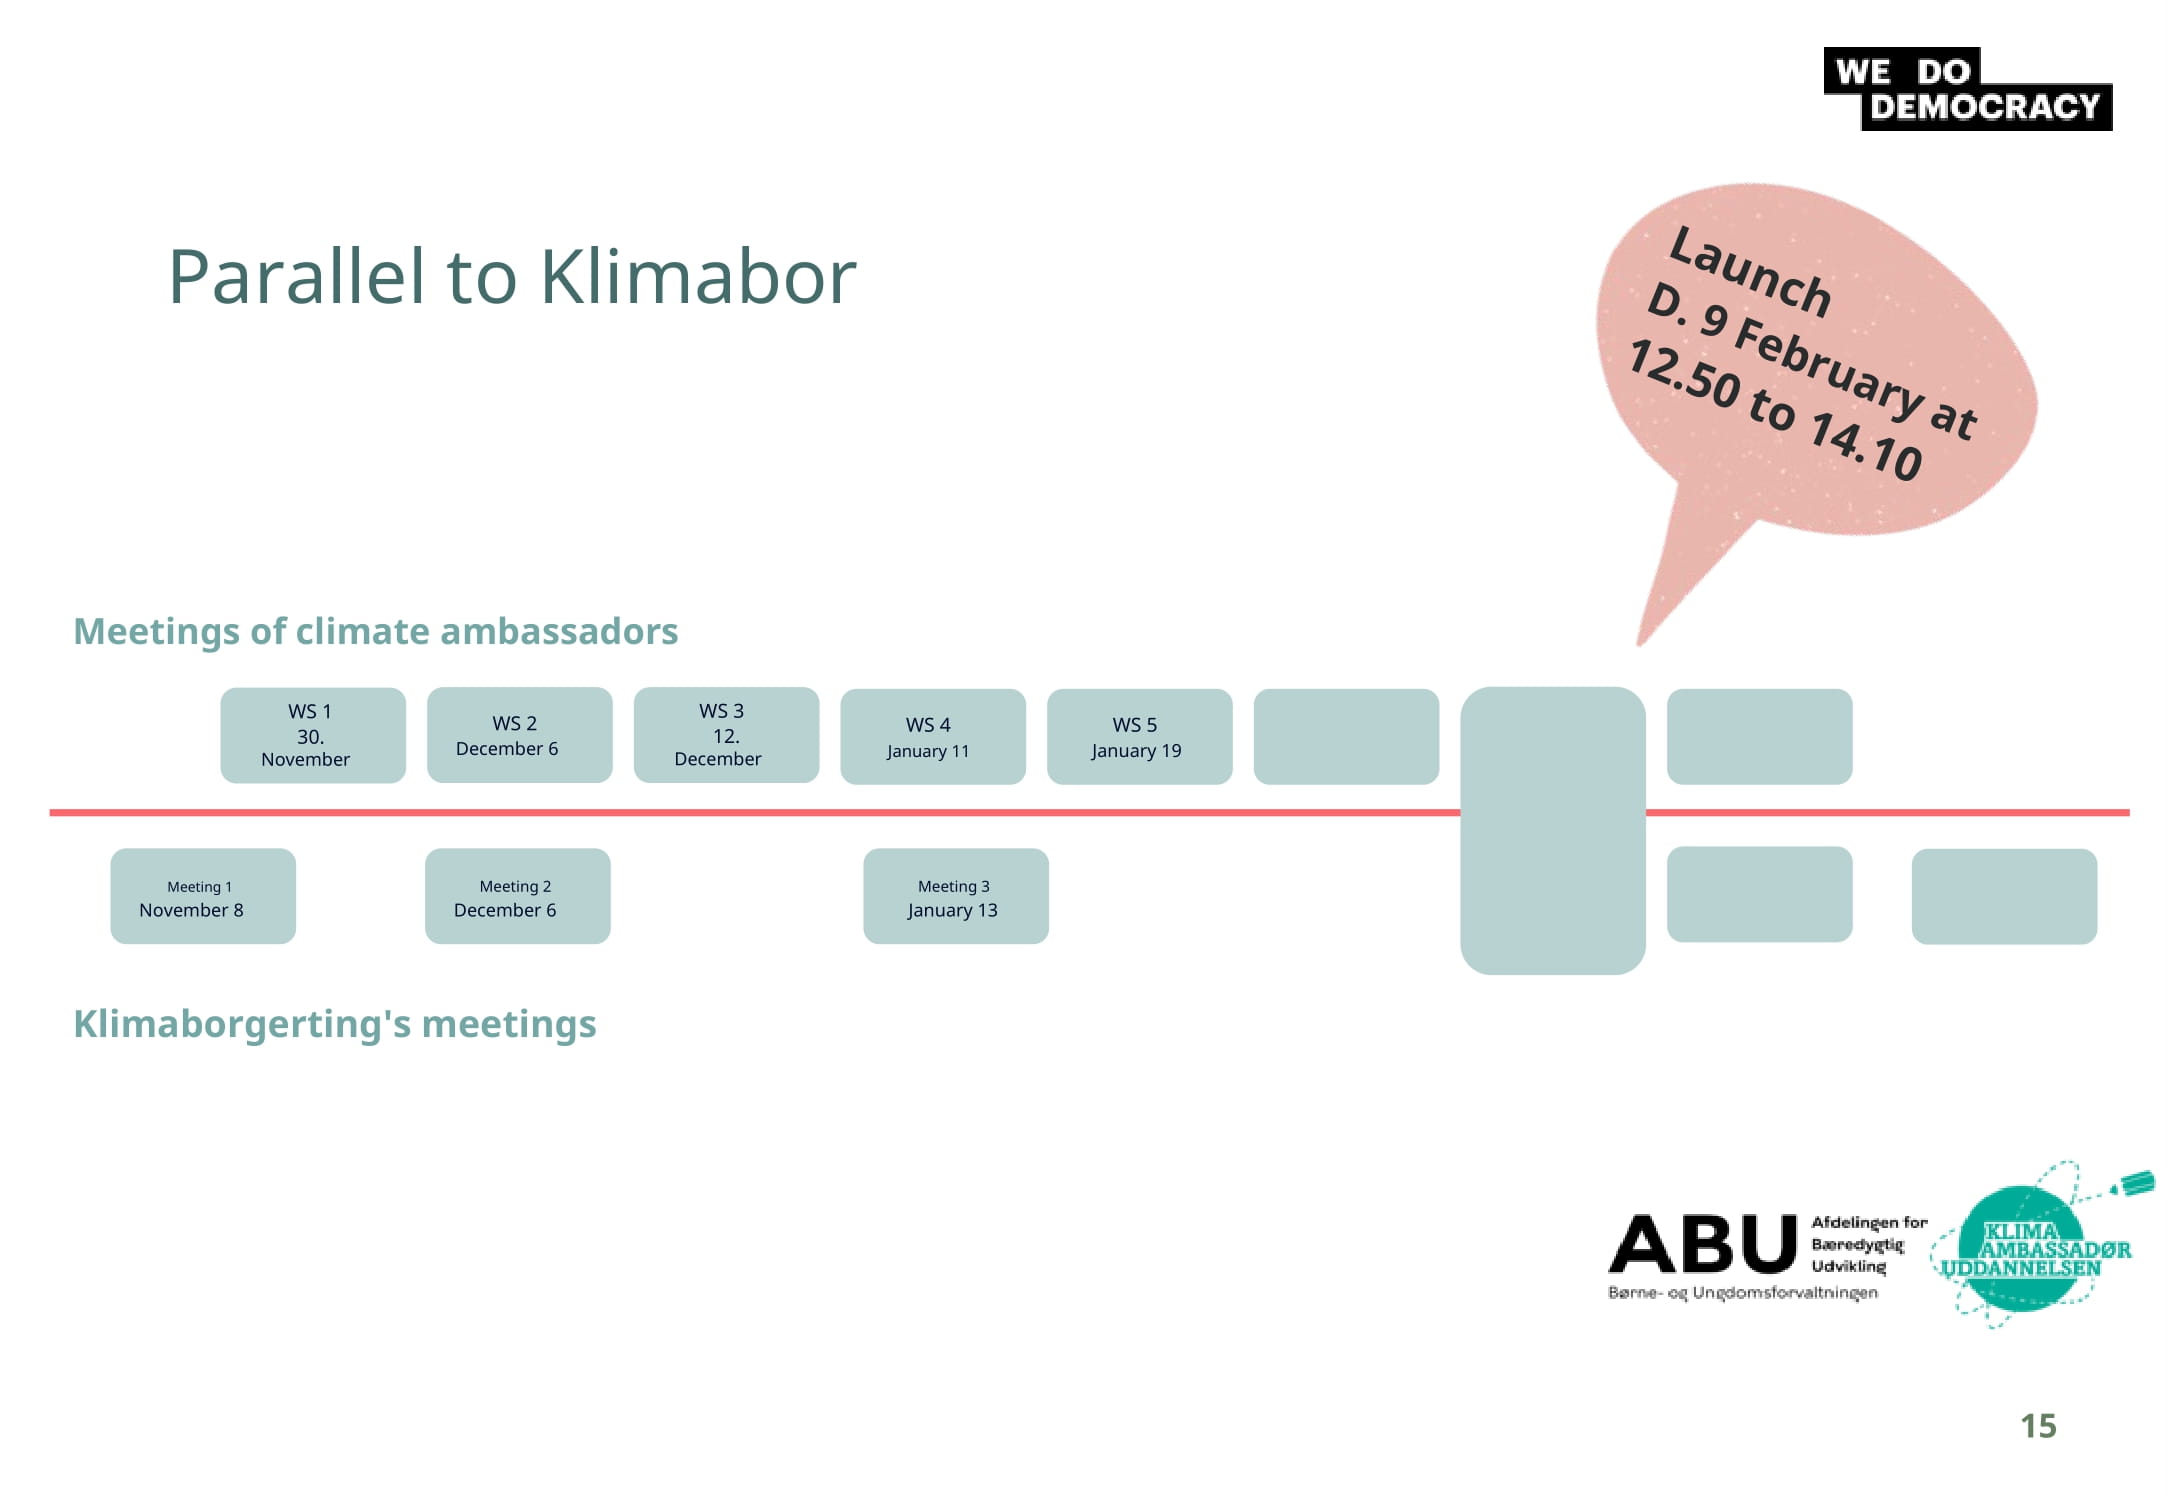 WE DO
DEMOCRACY
Launch
D. 9 February at
12.50 to 14.10
Parallel to Klimabor
Meetings of climate ambassadors
WS 1
30.
November
WS 2
December 6
WS 3
12.
December
WS 4
January 11
WS 5
January 19
Meeting 1
November 8
Meeting 2
December 6
Meeting 3
January 13
Klimaborgerting's meetings
ABU
Afdelingen for
Bæredygtig
Udvikling
Børne- og Ungdomsforvaltningen
KLIMA
AMBASSADØR
UDDANNELSEN
15